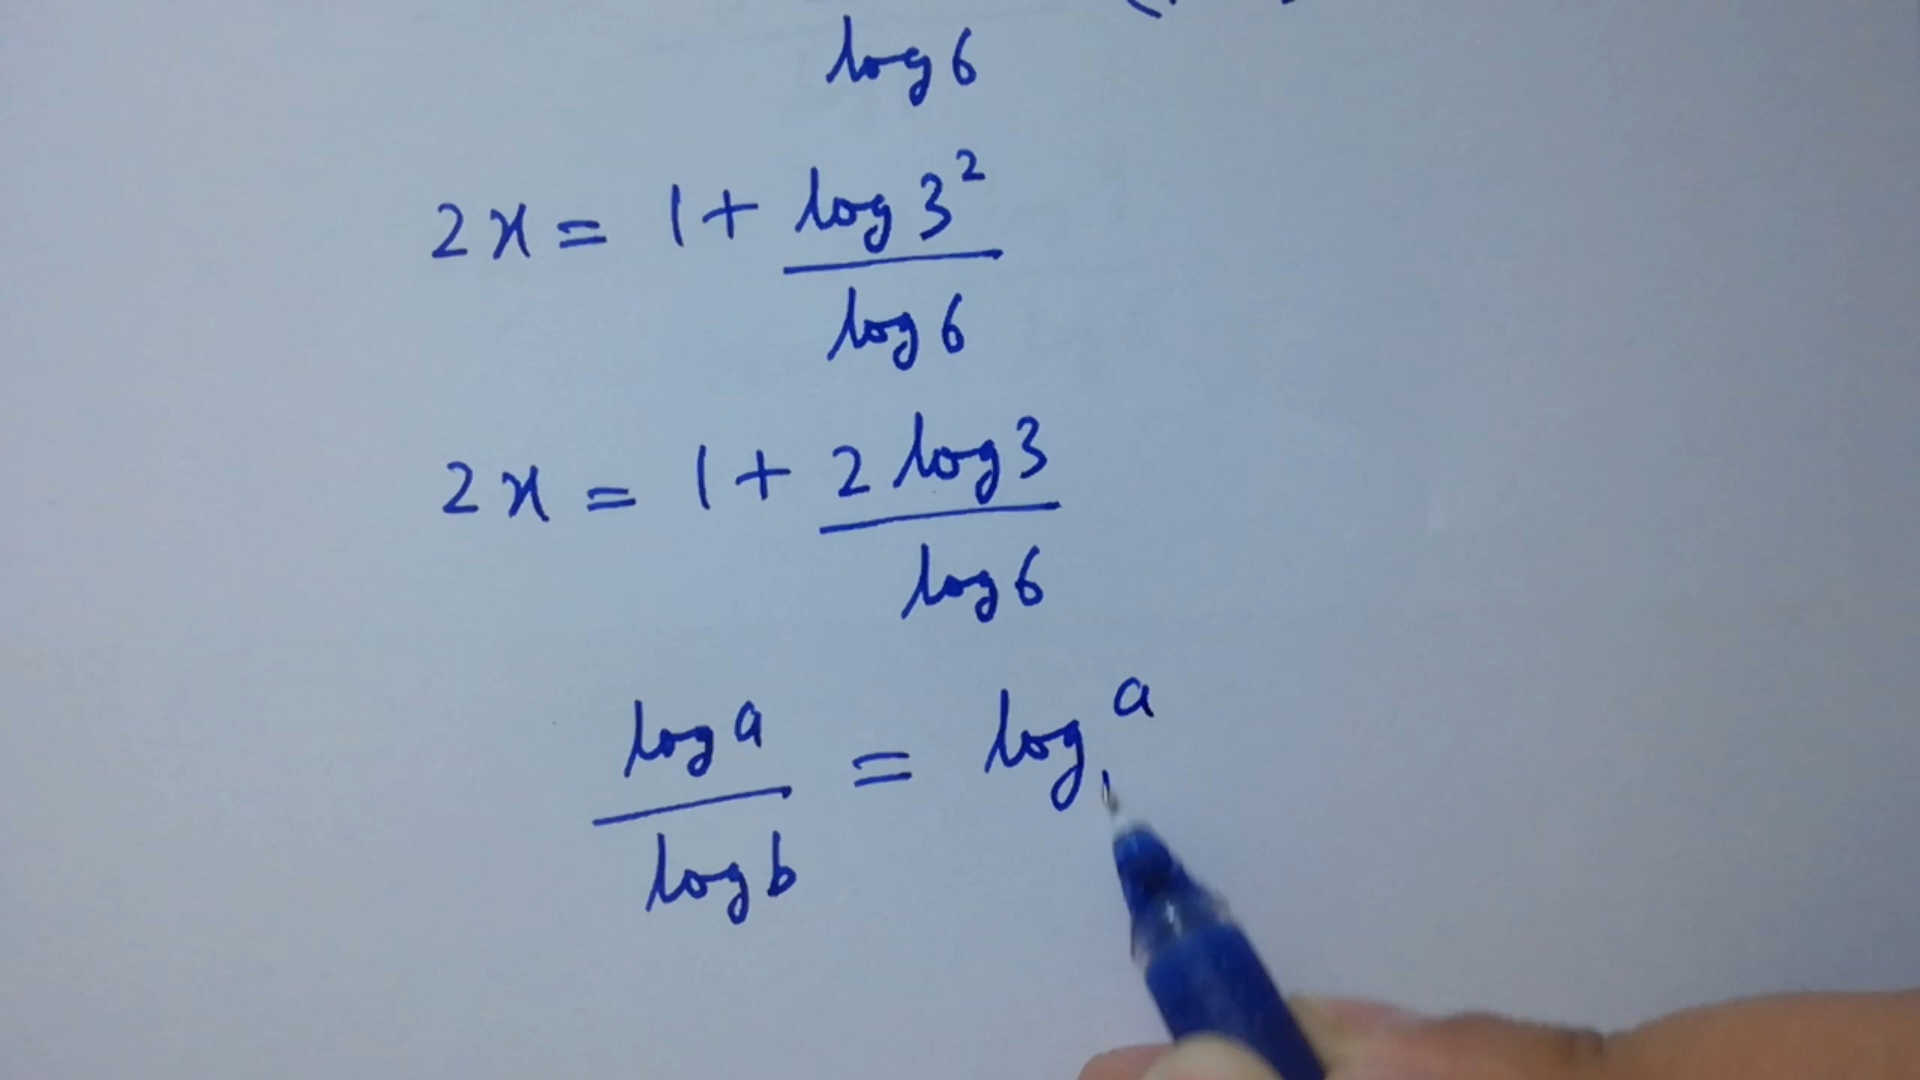 log 6
2x = 1 + log 3² / log 6
2x = 1 + 2 log 3 / log 6
log a / log b = log a